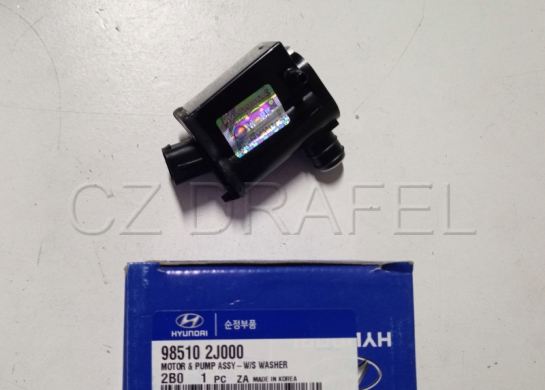 CZ DRAFEL
HYUNDAI
순정부품
98510 2J000
MOTOR & PUMP ASSY-W/S WASHER
2B0 1 PC ZA MADE IN KOREA